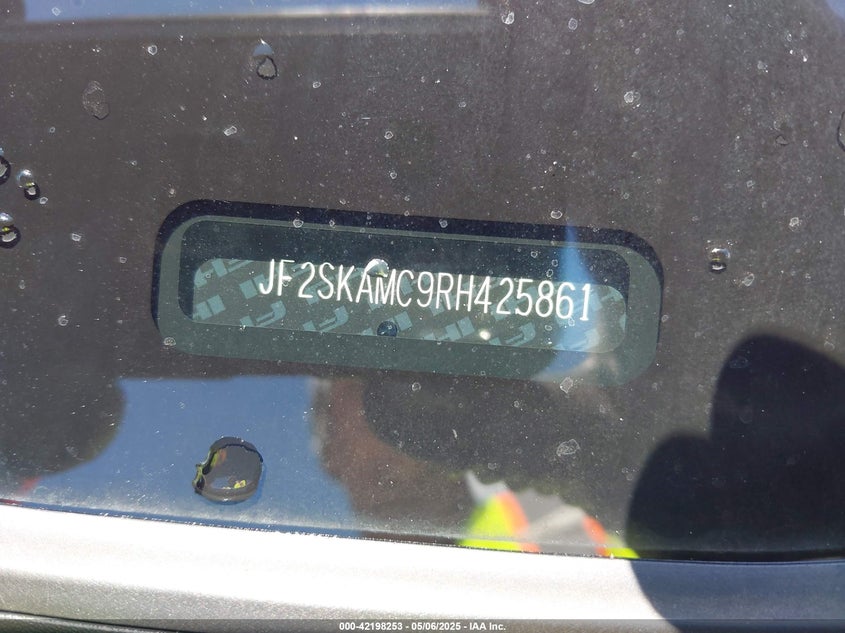 JF2SKAMC9RH425861
000-42198253 — 05/06/2025 — IAA Inc.